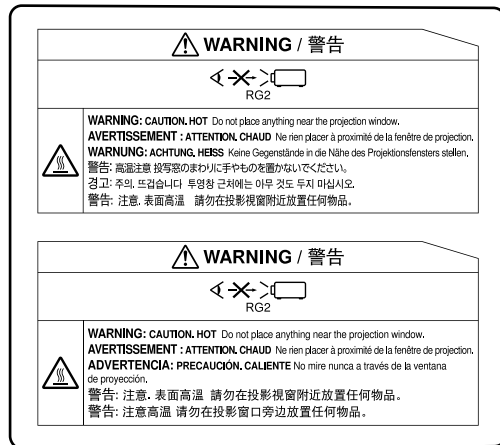 WARNING / 警告
RG2
WARNING: CAUTION. HOT Do not place anything near the projection window.
AVERTISSEMENT : ATTENTION. CHAUD Ne rien placer à proximité de la fenêtre de projection.
WARNUNG: ACHTUNG. HEISS Keine Gegenstände in die Nähe des Projektionsfensters stellen.
警告: 高温注意 投写窓のまわりに手やものを置かないでください。
경고: 주의. 뜨겁습니다 투영창 근처에는 아무 것도 두지 마십시오.
警告: 注意. 表面高溫 請勿在投影視窗附近放置任何物品。
WARNING / 警告
RG2
WARNING: CAUTION. HOT Do not place anything near the projection window.
AVERTISSEMENT : ATTENTION. CHAUD Ne rien placer à proximité de la fenêtre de projection.
ADVERTENCIA: PRECAUCIÓN. CALIENTE No mire nunca a través de la ventana
de proyección.
警告: 注意. 表面高溫 請勿在投影視窗附近放置任何物品。
警告: 注意高温 请勿在投影窗口旁边放置任何物品。